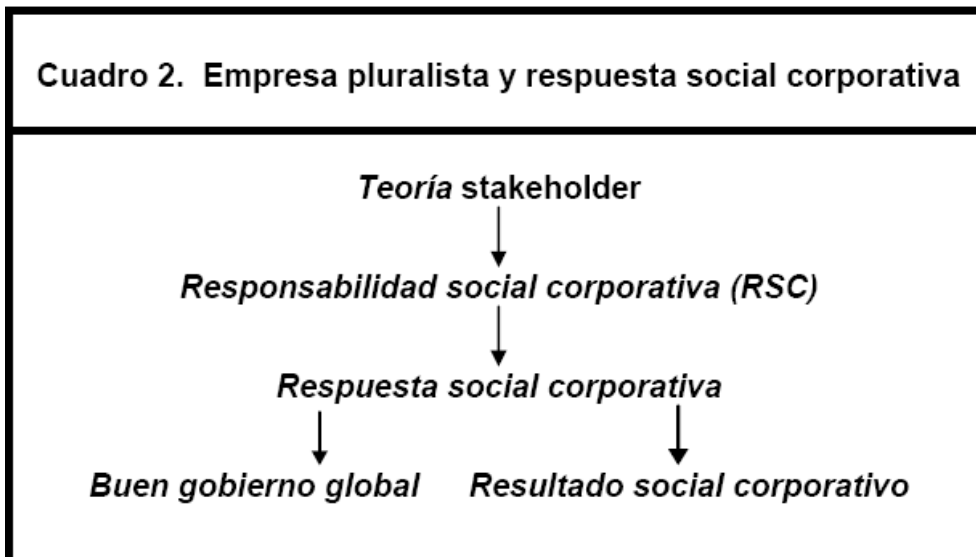 Cuadro 2. Empresa pluralista y respuesta social corporativa
Teoría stakeholder
Responsabilidad social corporativa (RSC)
Respuesta social corporativa
Buen gobierno global Resultado social corporativo